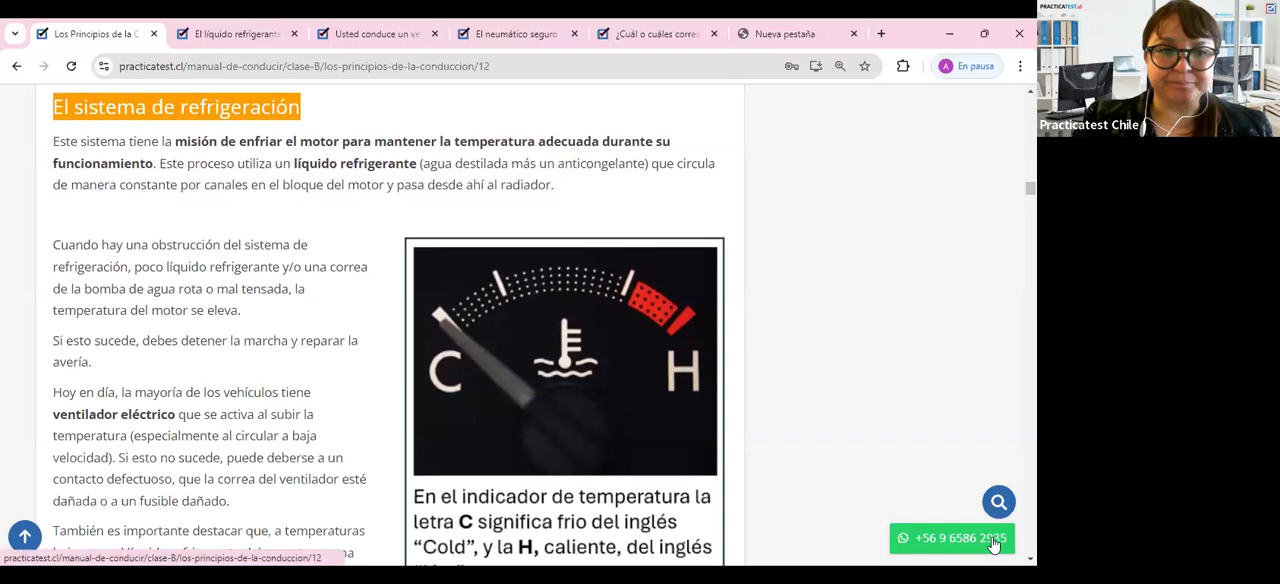 Los Principios de la C
El líquido refrigerant
Usted conduce un ve
El neumático seguro
¿Cuál o cuáles corres
Nueva pestaña
practicatest.cl/manual-de-conducir/clase-B/los-principios-de-la-conduccion/12
A
En pausa
PRACTICATEST.cl
Practicatest Chile
El sistema de refrigeración
Este sistema tiene la misión de enfriar el motor para mantener la temperatura adecuada durante su
funcionamiento. Este proceso utiliza un líquido refrigerante (agua destilada más un anticongelante) que circula
de manera constante por canales en el bloque del motor y pasa desde ahí al radiador.
Cuando hay una obstrucción del sistema de
refrigeración, poco líquido refrigerante y/o una correa
de la bomba de agua rota o mal tensada, la
temperatura del motor se eleva.
Si esto sucede, debes detener la marcha y reparar la
avería.
Hoy en día, la mayoría de los vehículos tiene
ventilador eléctrico que se activa al subir la
temperatura (especialmente al circular a baja
velocidad). Si esto no sucede, puede deberse a un
contacto defectuoso, que la correa del ventilador esté
dañada o a un fusible dañado.
También es importante destacar que, a temperaturas
C
H
En el indicador de temperatura la
letra C significa frio del inglés
“Cold”, y la H, caliente, del inglés
+56 9 6586 2935
practicatest.cl/manual-de-conducir/clase-B/los-principios-de-la-conduccion/12